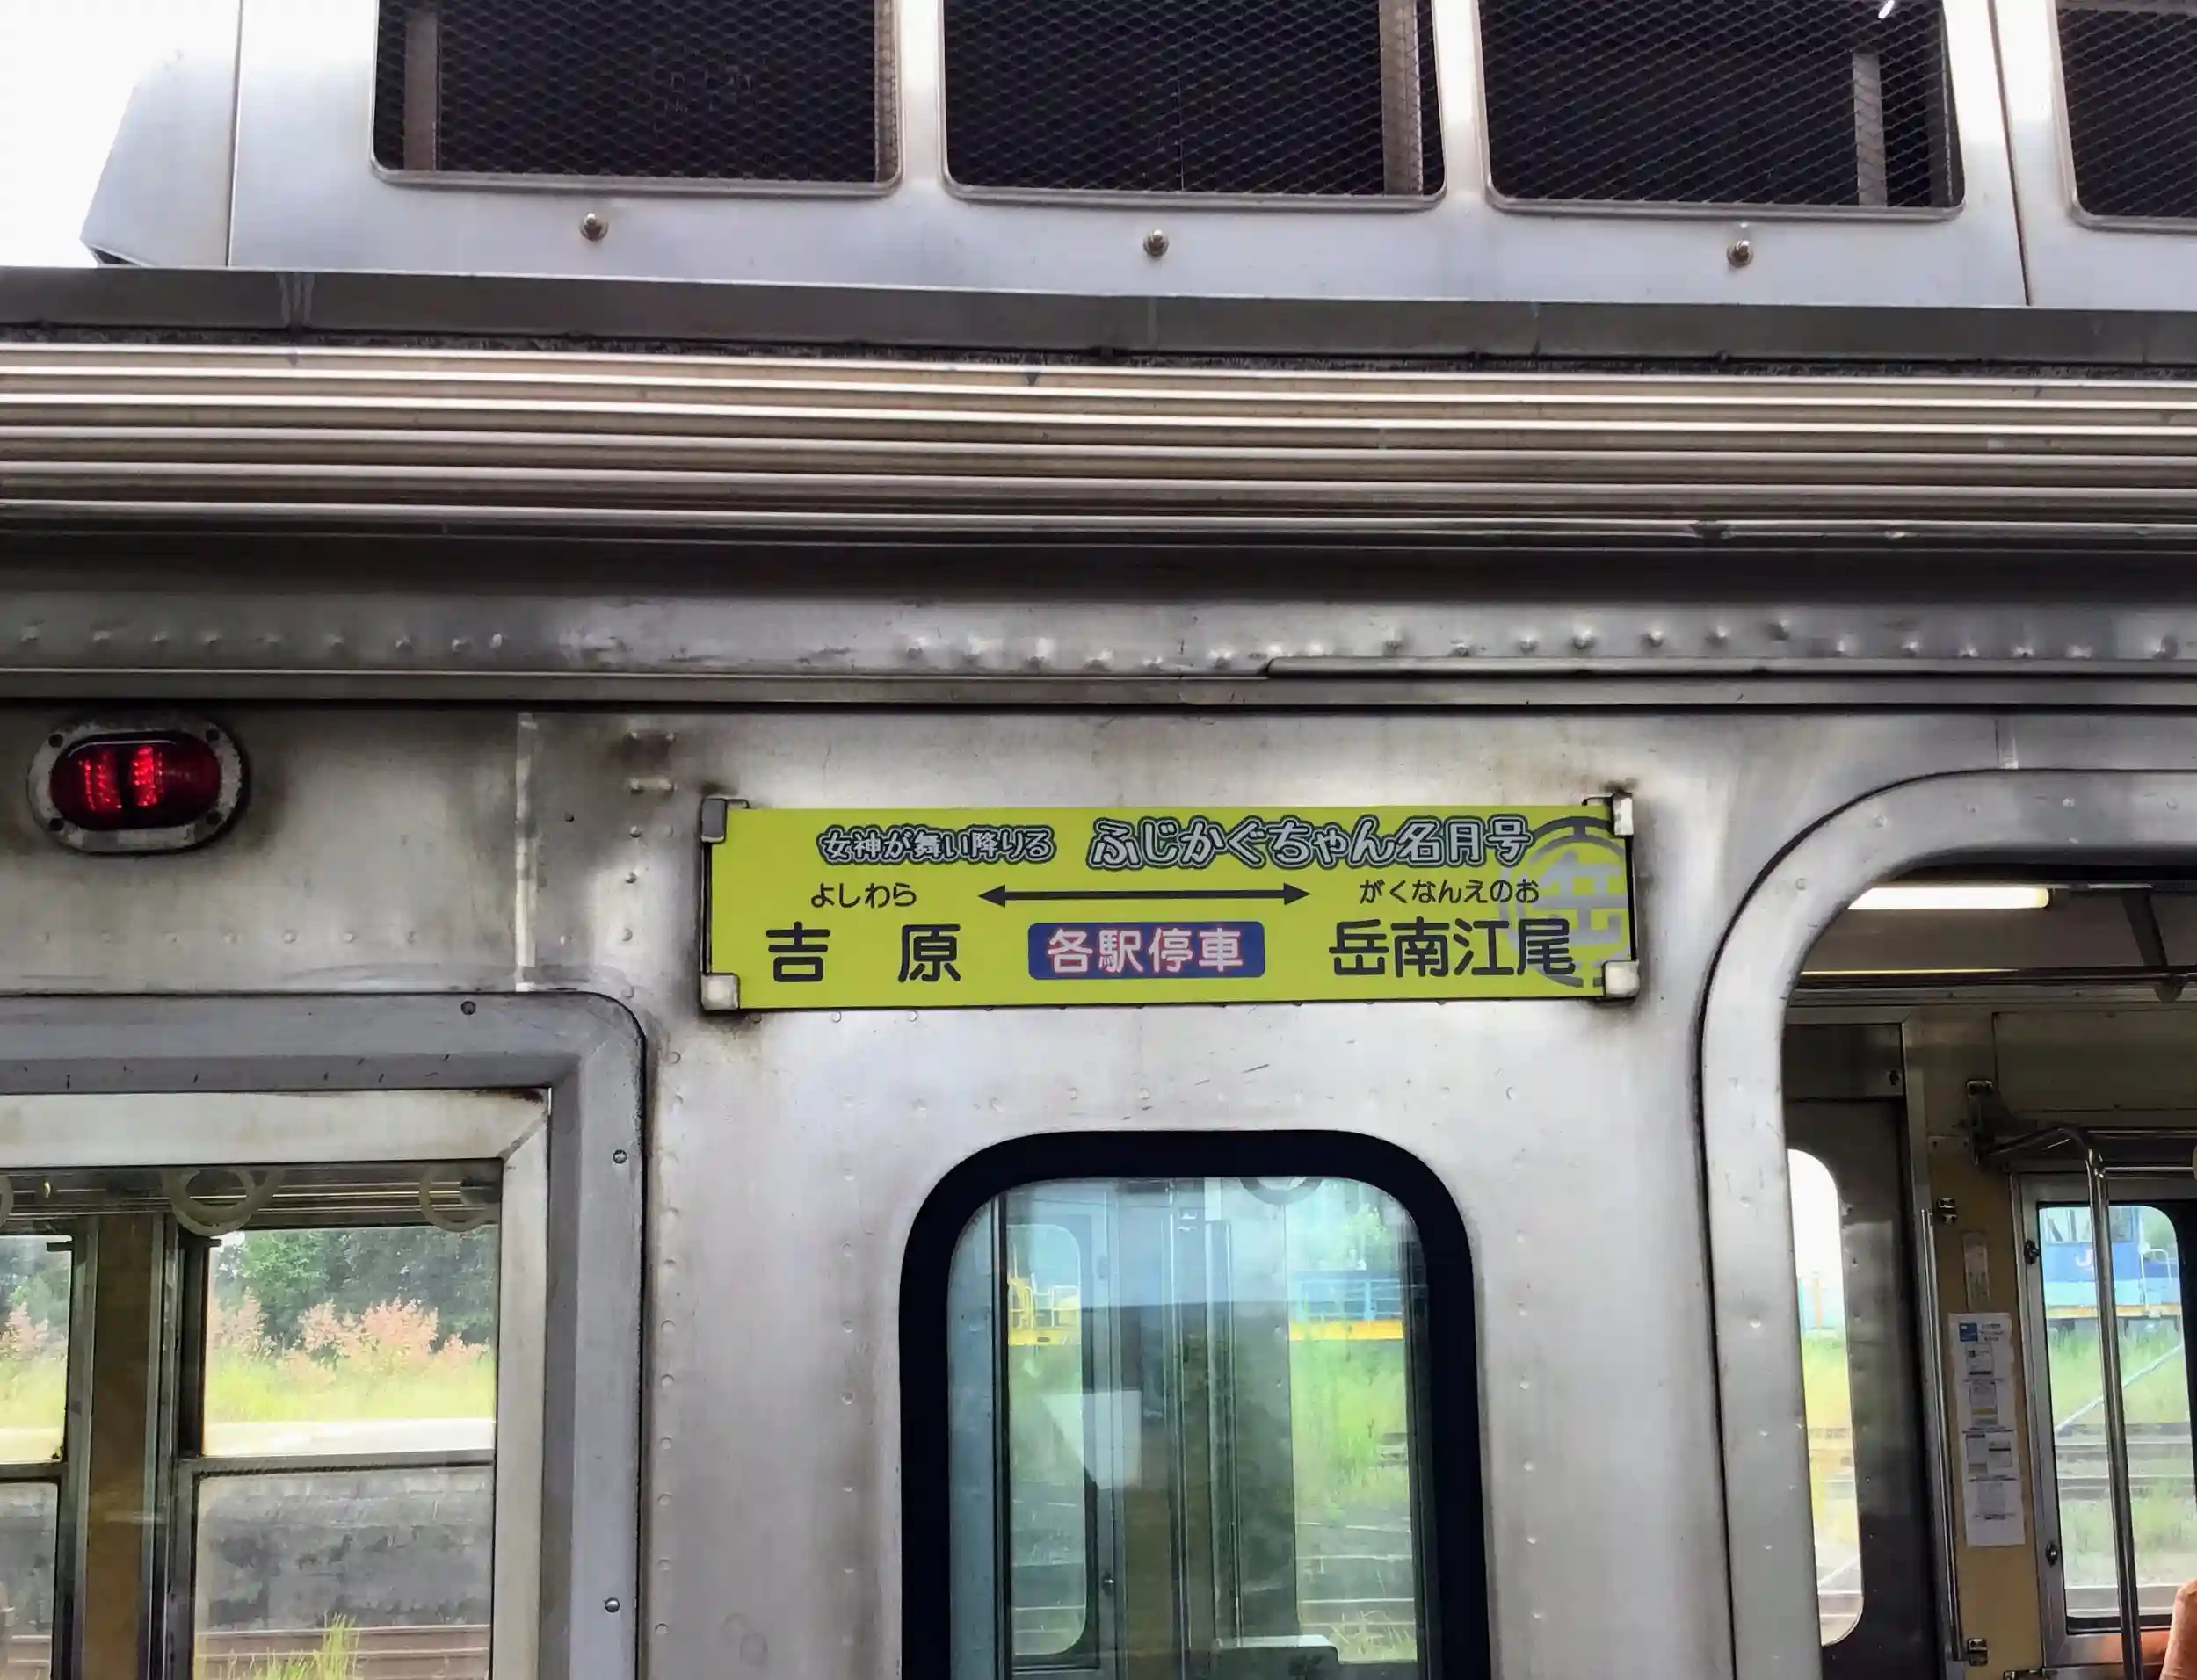 女神が舞い降りる ふじかぐちゃん名月号
よしわら がくなんえのお
吉 原 各駅停車 岳南江尾
岳
J